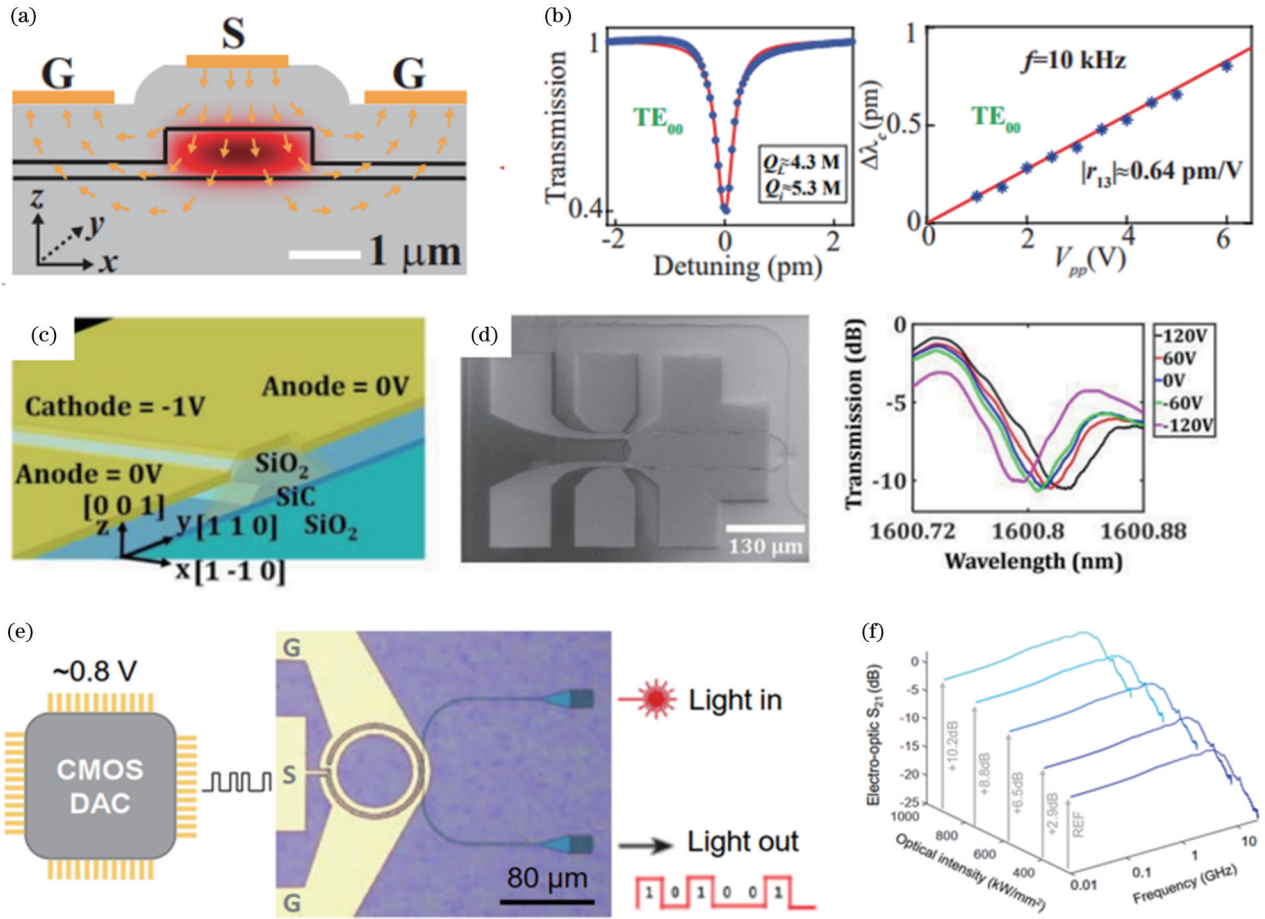 (a)
S
G
G
z
y
x
1 μm
(b)
Transmission
1
0.4
TE₀₀
Q_L≈4.3 M
Q_i≈5.3 M
-2
0
2
Detuning (pm)
Δλ_c (pm)
1
0.5
0
f=10 kHz
TE₀₀
|r₁₃|≈0.64 pm/V
0
2
4
6
V_pp(V)
(c)
Anode = 0V
Cathode = -1V
Anode = 0V
SiO₂
SiC
SiO₂
[0 0 1]
z
y [1 1 0]
x[1 -1 0]
(d)
130 μm
Transmission (dB)
0
-5
-10
120V
60V
0V
-60V
-120V
1600.72
1600.8
1600.88
Wavelength (nm)
(e)
~0.8 V
CMOS
DAC
G
S
G
80 μm
Light in
Light out
1 0 1 0 0 1
(f)
Electro-optic S₂₁ (dB)
0
-5
-10
-15
-20
-25
+10.2dB
+8.8dB
+6.5dB
+2.9dB
REF
1000
800
600
400
Optical intensity (kW/mm²)
0.01
0.1
1
10
Frequency (GHz)